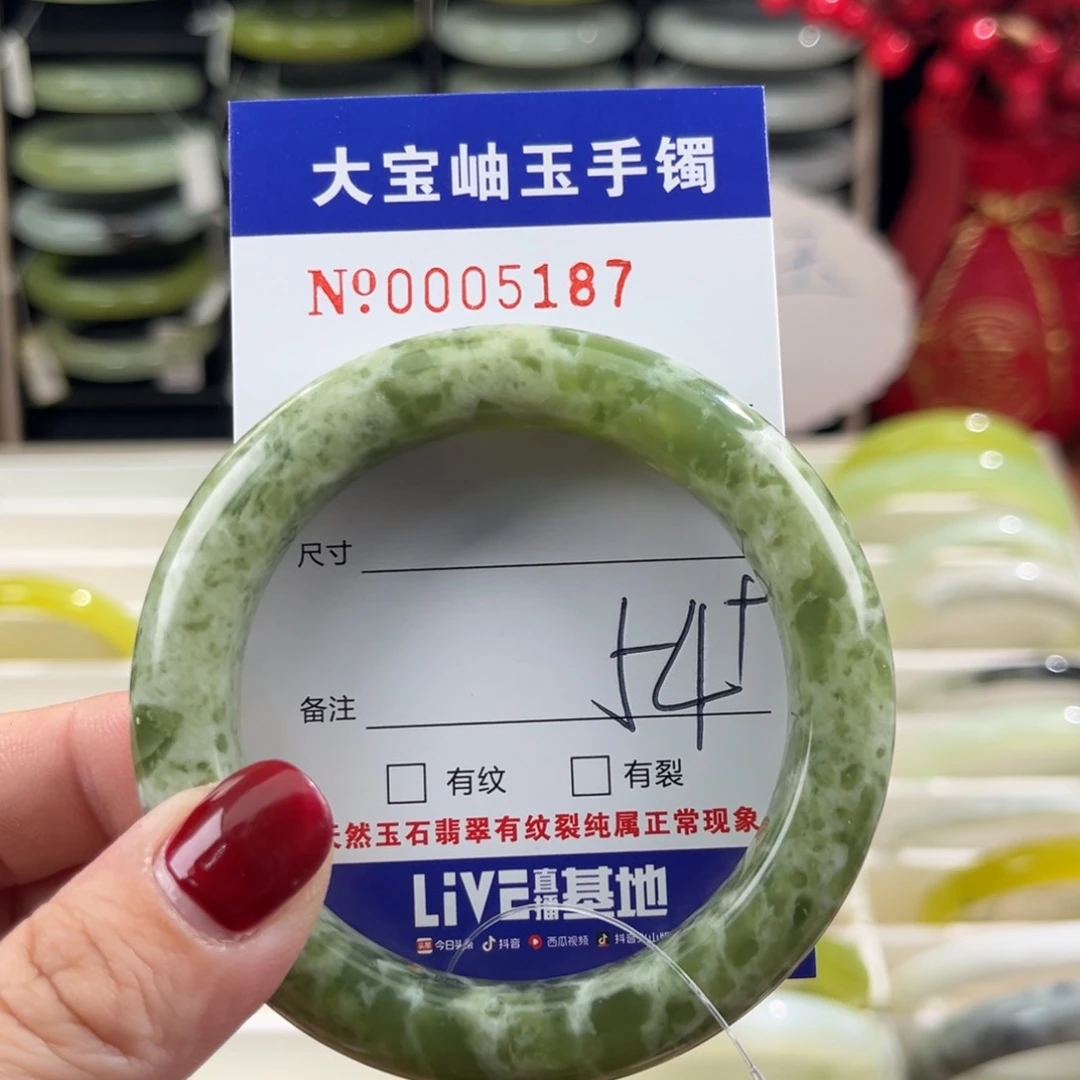 大宝岫玉手镯
Nº0005187
尺寸
54+
备注
有纹 有裂
然玉石翡翠有纹裂纯属正常现象
LIVE直播基地
今日头条 抖音 西瓜视频 抖音